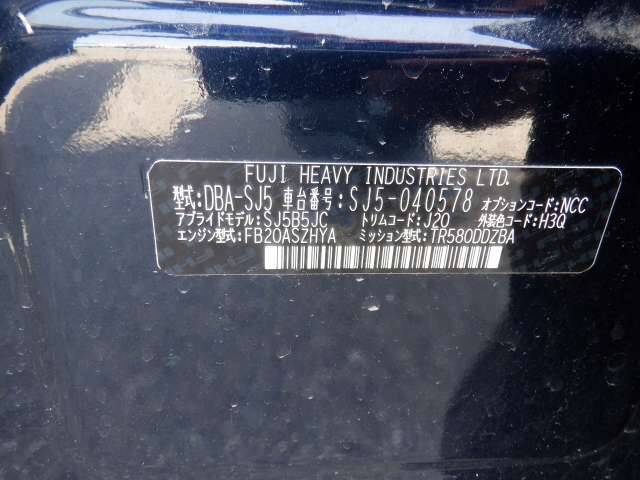 FUJI HEAVY INDUSTRIES LTD.
型式:DBA-SJ5 車台番号:SJ5-040578 オプションコード:NCC
アプライドモデル:SJ5B5JC トリムコード:J20 外装色コード:H3Q
エンジン型式:FB20ASZHYA ミッション型式:TR580DDZBA